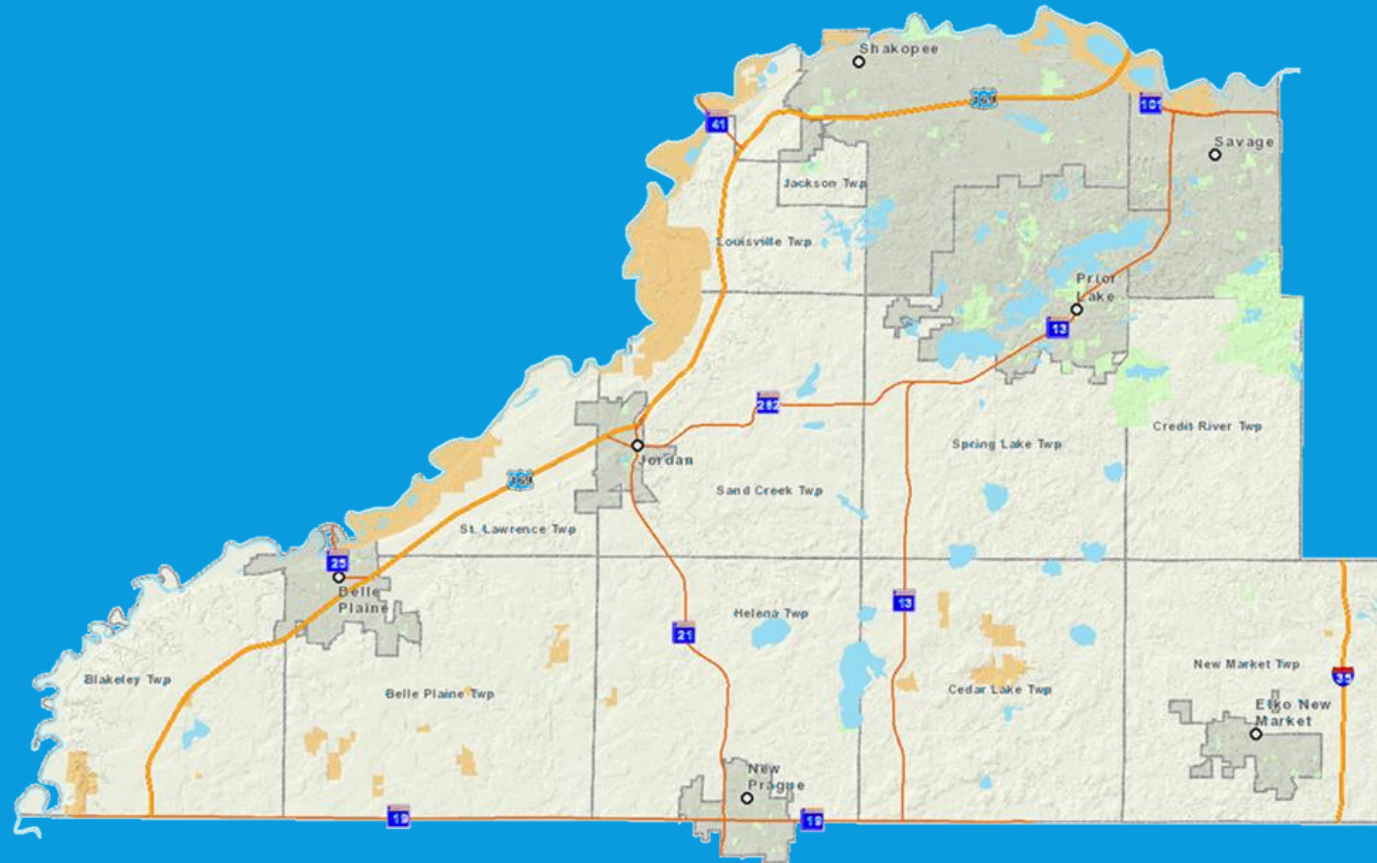 Shakopee
169
101
41
Savage
Jackson Twp
Louisville Twp
Prior
Lake
13
282
Credit River Twp
Spring Lake Twp
Jordan
169
Sand Creek Twp
St. Lawrence Twp
25
Belle
Plaine
13
Helena Twp
21
New Market Twp
35
Blakeley Twp
Belle Plaine Twp
Cedar Lake Twp
Elko New
Market
New
Prague
19
19